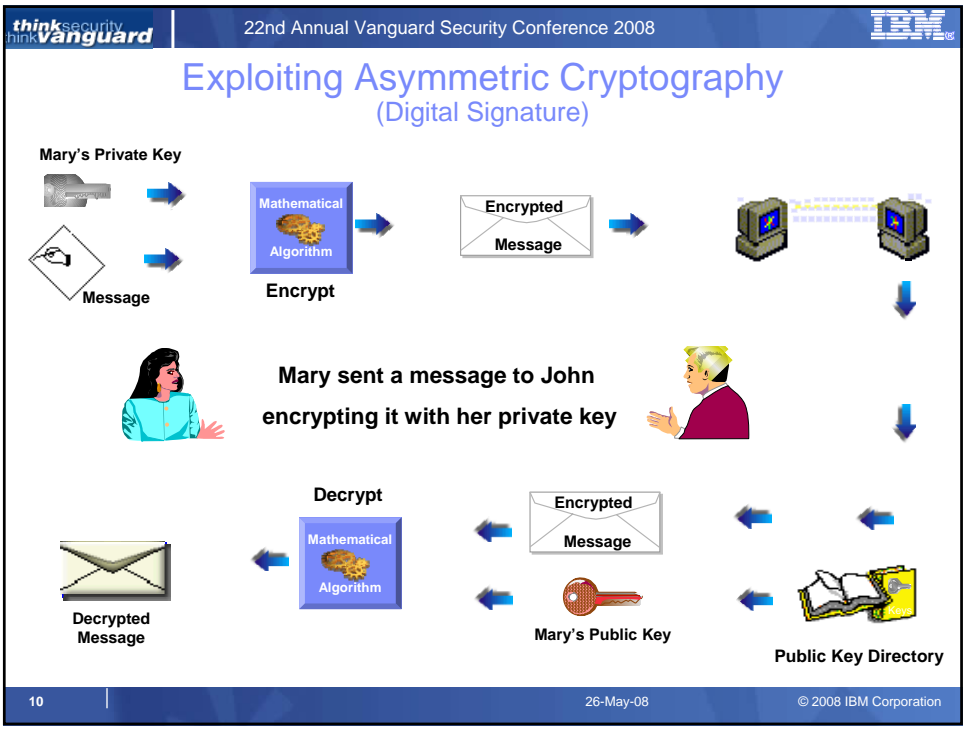 thinksecurity
thinkvanguard
22nd Annual Vanguard Security Conference 2008
IBM®
Exploiting Asymmetric Cryptography
(Digital Signature)
Mary's Private Key
Message
Mathematical
Algorithm
Encrypt
Encrypted
Message
Mary sent a message to John
encrypting it with her private key
Decrypt
Mathematical
Algorithm
Encrypted
Message
Decrypted
Message
Mary's Public Key
Keys
Public Key Directory
10
26-May-08
© 2008 IBM Corporation